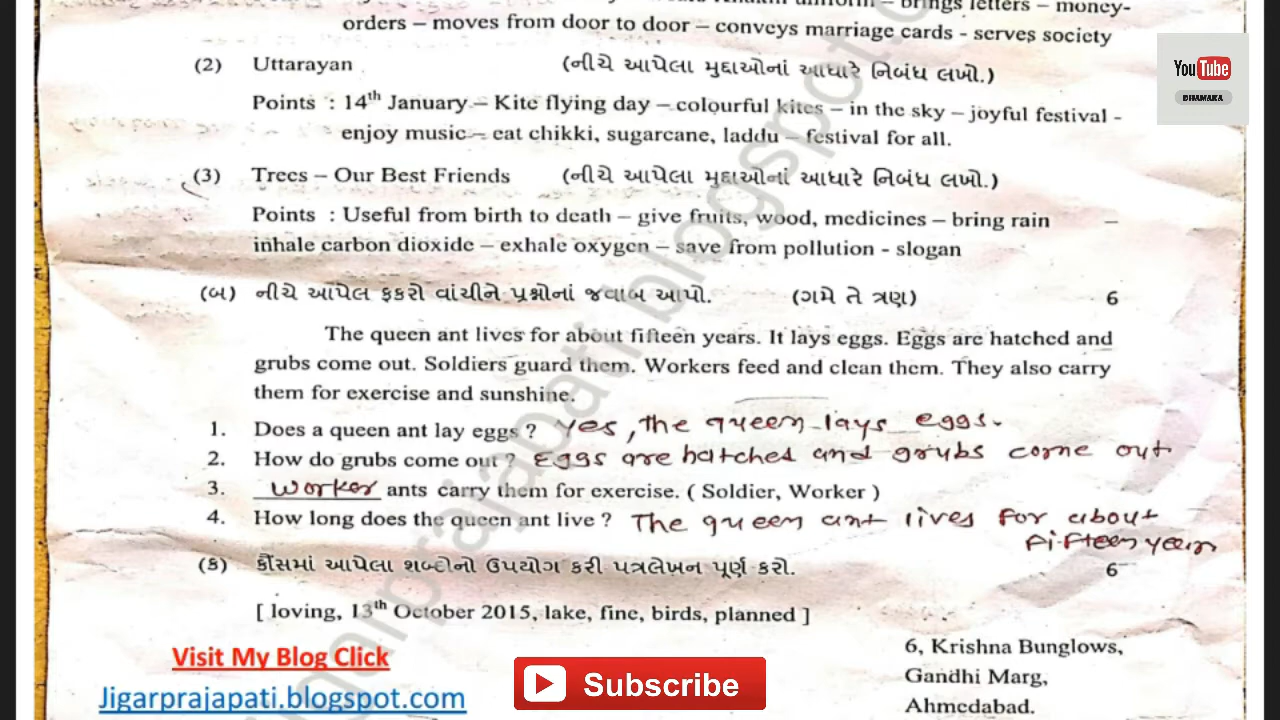 orders – moves from door to door – conveys marriage cards - serves society
(2) Uttarayan (નીચે આપેલા મુદ્દાઓનાં આધારે નિબંધ લખો.)
Points : 14th January – Kite flying day – colourful kites – in the sky – joyful festival -
enjoy music – eat chikki, sugarcane, laddu – festival for all.
(3) Trees – Our Best Friends (નીચે આપેલા મુદ્દાઓનાં આધારે નિબંધ લખો.)
Points : Useful from birth to death – give fruits, wood, medicines – bring rain –
inhale carbon dioxide – exhale oxygen – save from pollution - slogan
(બ) નીચે આપેલ ફકરો વાંચીને પ્રશ્નોનાં જવાબ આપો. (ગમે તે ત્રણ) 6
The queen ant lives for about fifteen years. It lays eggs. Eggs are hatched and
grubs come out. Soldiers guard them. Workers feed and clean them. They also carry
them for exercise and sunshine.
1. Does a queen ant lay eggs ? Yes, the queen lays eggs.
2. How do grubs come out ? Eggs are hatched and grubs come out
3. worker ants carry them for exercise. ( Soldier, Worker )
4. How long does the queen ant live ? The queen ant lives for about
fifteen years
(ક) કૌંસમાં આપેલા શબ્દોનો ઉપયોગ કરી પત્રલેખન પૂર્ણ કરો. 6
[ loving, 13th October 2015, lake, fine, birds, planned ]
6, Krishna Bunglows,
Gandhi Marg,
Ahmedabad.
YouTube
DHAMAKA
Visit My Blog Click
Jigarprajapati.blogspot.com
Subscribe